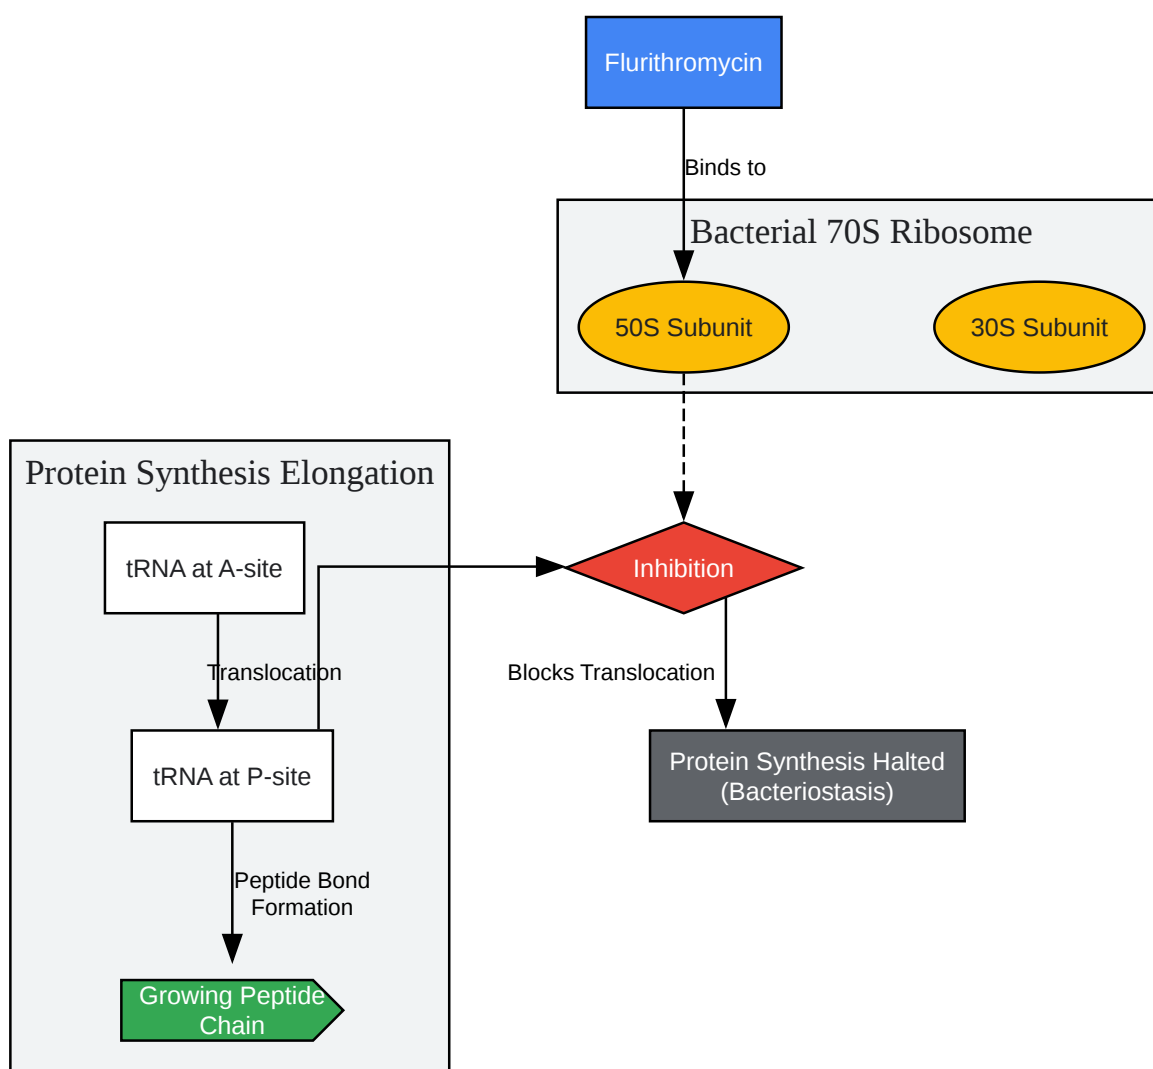 Flurithromycin
Binds to
Bacterial 70S Ribosome
50S Subunit
30S Subunit
Protein Synthesis Elongation
tRNA at A-site
Inhibition
Translocation
Blocks Translocation
tRNA at P-site
Protein Synthesis Halted
(Bacteriostasis)
Peptide Bond
Formation
Growing Peptide
Chain